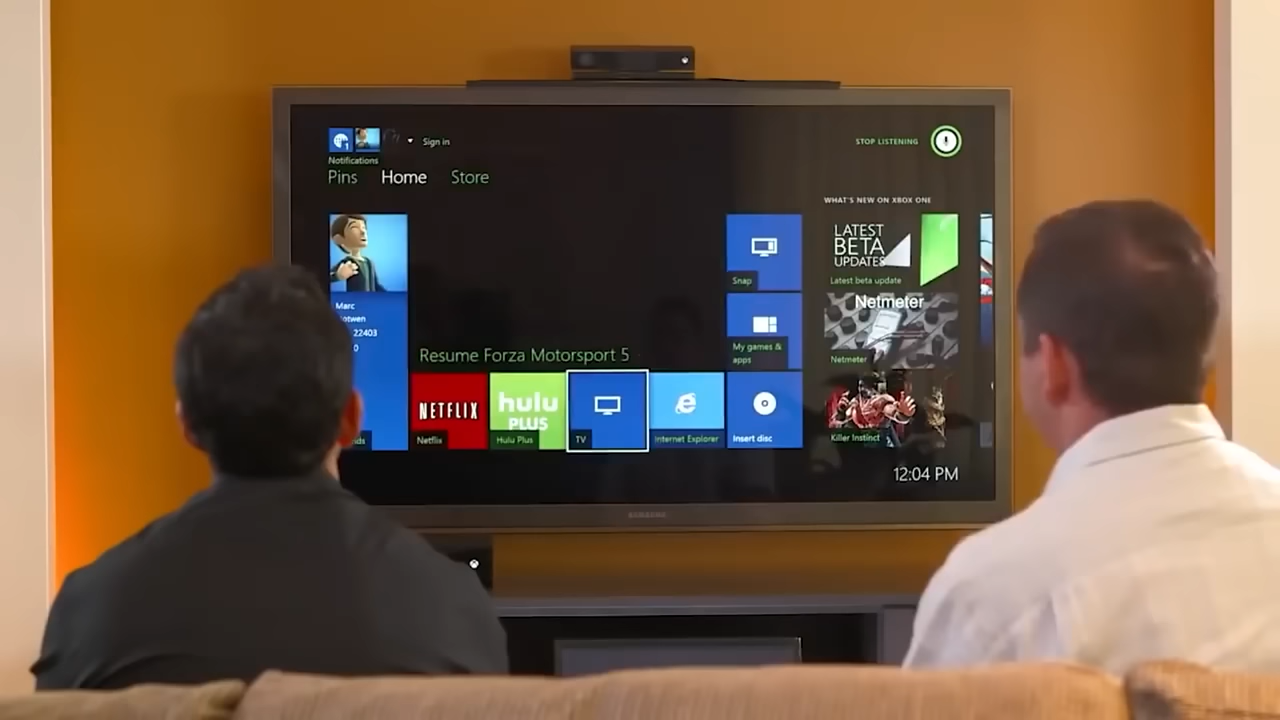 Sign in
STOP LISTENING
1
Notifications
Pins Home Store
WHAT'S NEW ON XBOX ONE
LATEST
BETA
UPDATES
Latest beta update
Snap
Marc
22403
0
My games &
apps
Netmeter
Netmeter
Resume Forza Motorsport 5
NETFLIX
Netflix
hulu
PLUS
Hulu Plus
TV
Internet Explorer
Insert disc
Killer Instinct
12:04 PM
SAMSUNG